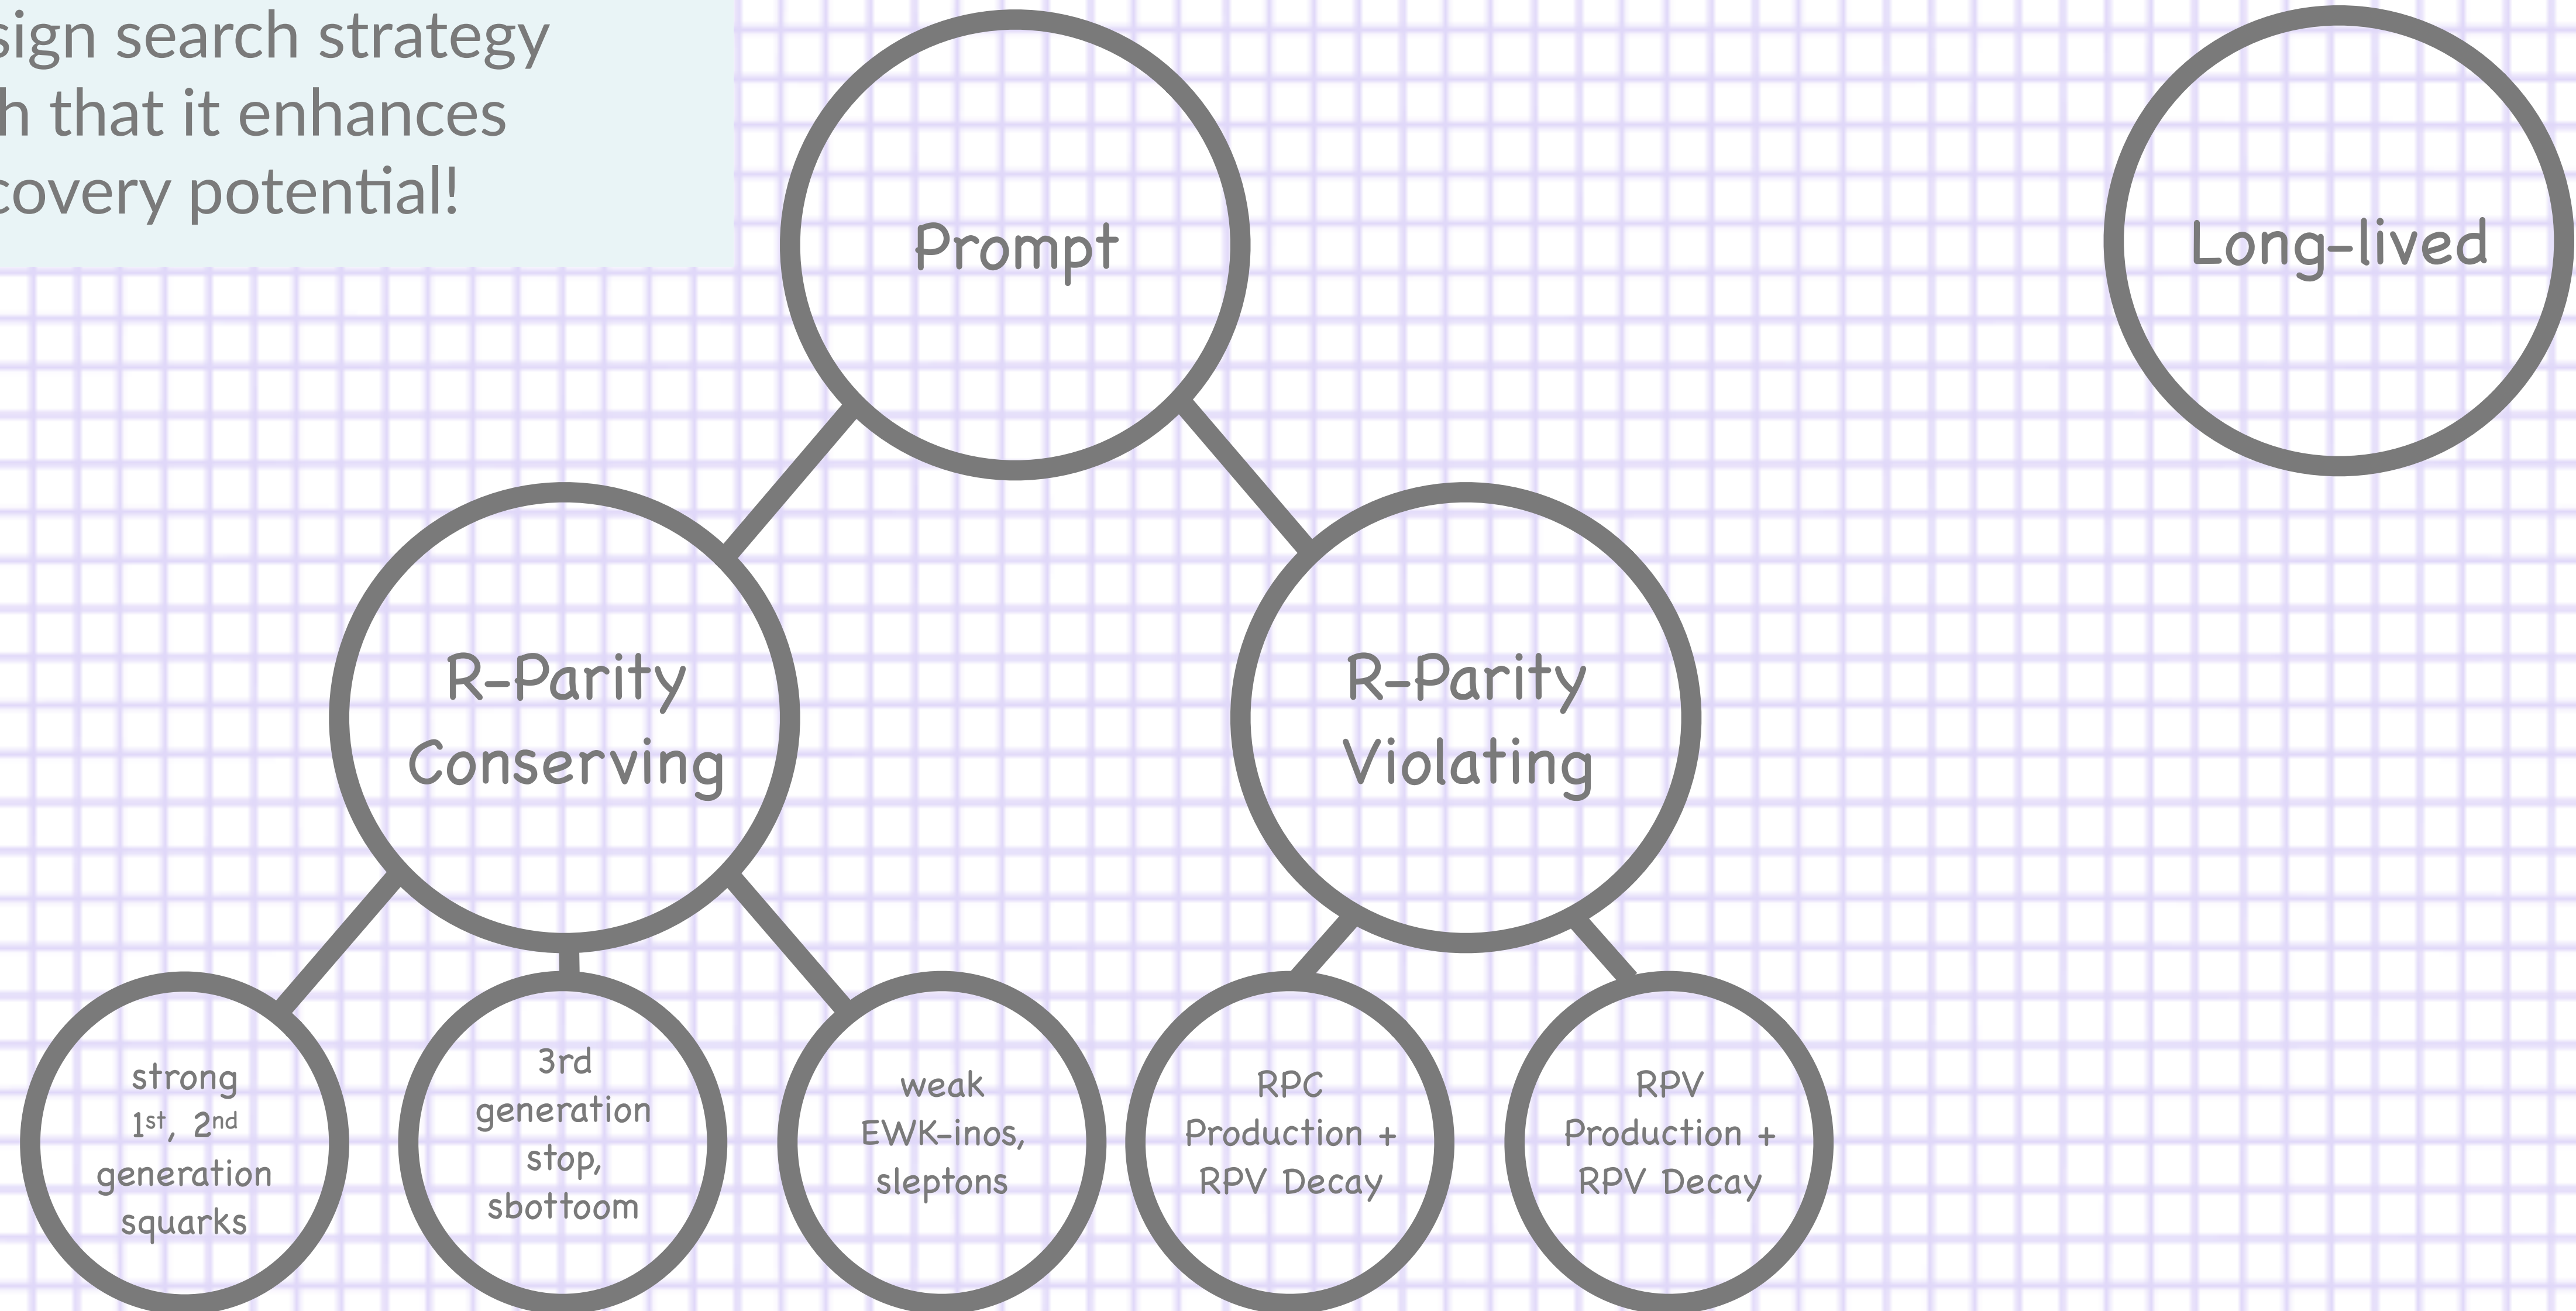 sign search strategy
h that it enhances
covery potential!
Prompt
Long-lived
R-Parity
Conserving
R-Parity
Violating
strong
1st, 2nd
generation
squarks
3rd
generation
stop,
sbottoom
weak
EWK-inos,
sleptons
RPC
Production +
RPV Decay
RPV
Production +
RPV Decay